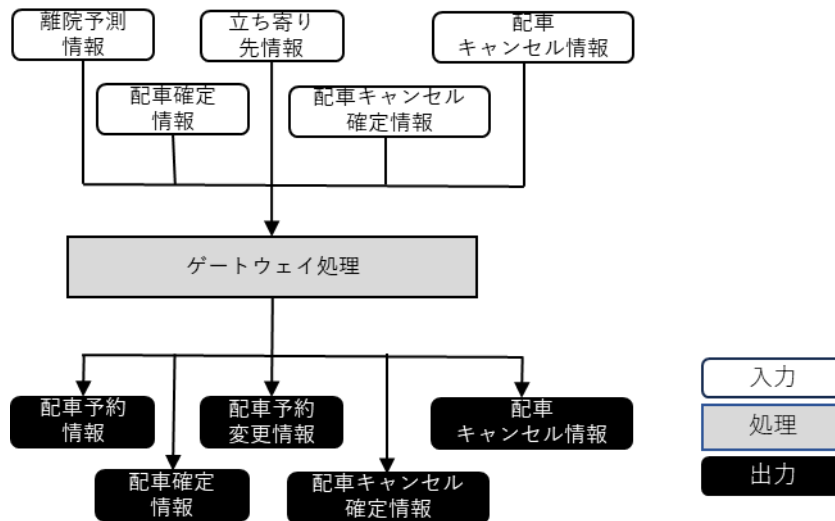 離院予測
情報
立ち寄り
先情報
配車
キャンセル情報
配車確定
情報
配車キャンセル
確定情報
ゲートウェイ処理
配車予約
情報
配車予約
変更情報
配車
キャンセル情報
配車確定
情報
配車キャンセル
確定情報
入力
処理
出力